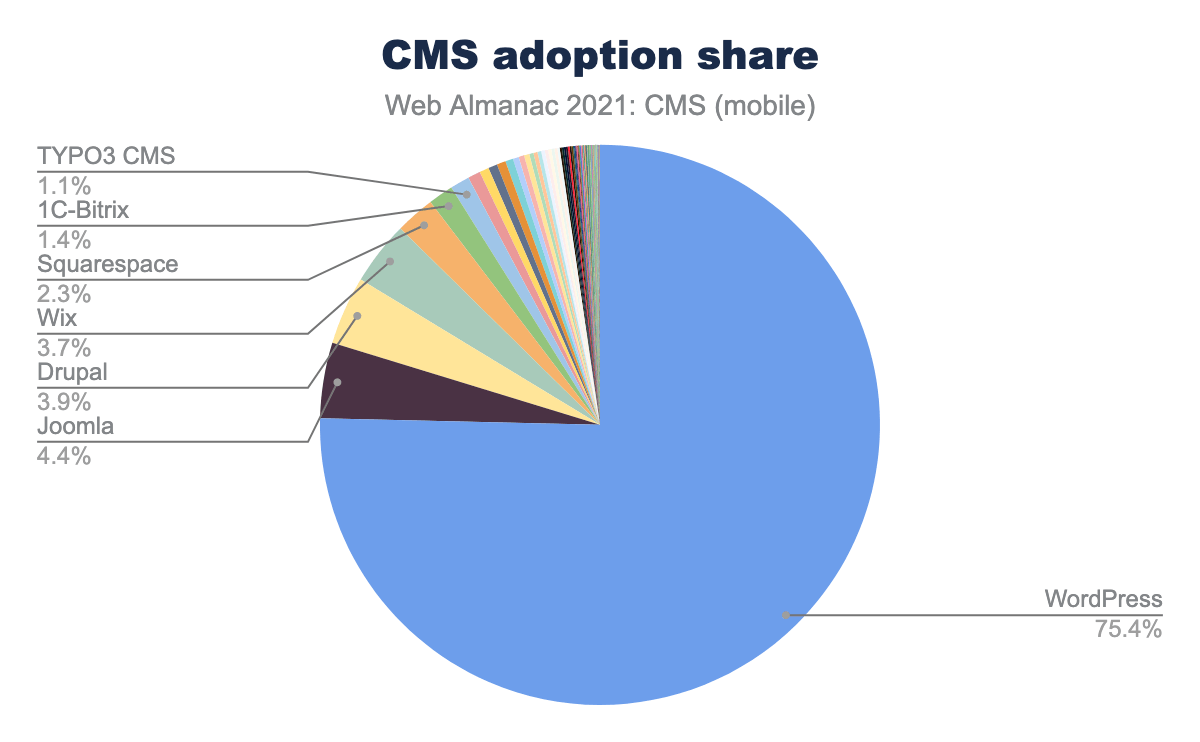 CMS adoption share
Web Almanac 2021: CMS (mobile)
TYPO3 CMS
1.1%
1C-Bitrix
1.4%
Squarespace
2.3%
Wix
3.7%
Drupal
3.9%
Joomla
4.4%
WordPress
75.4%